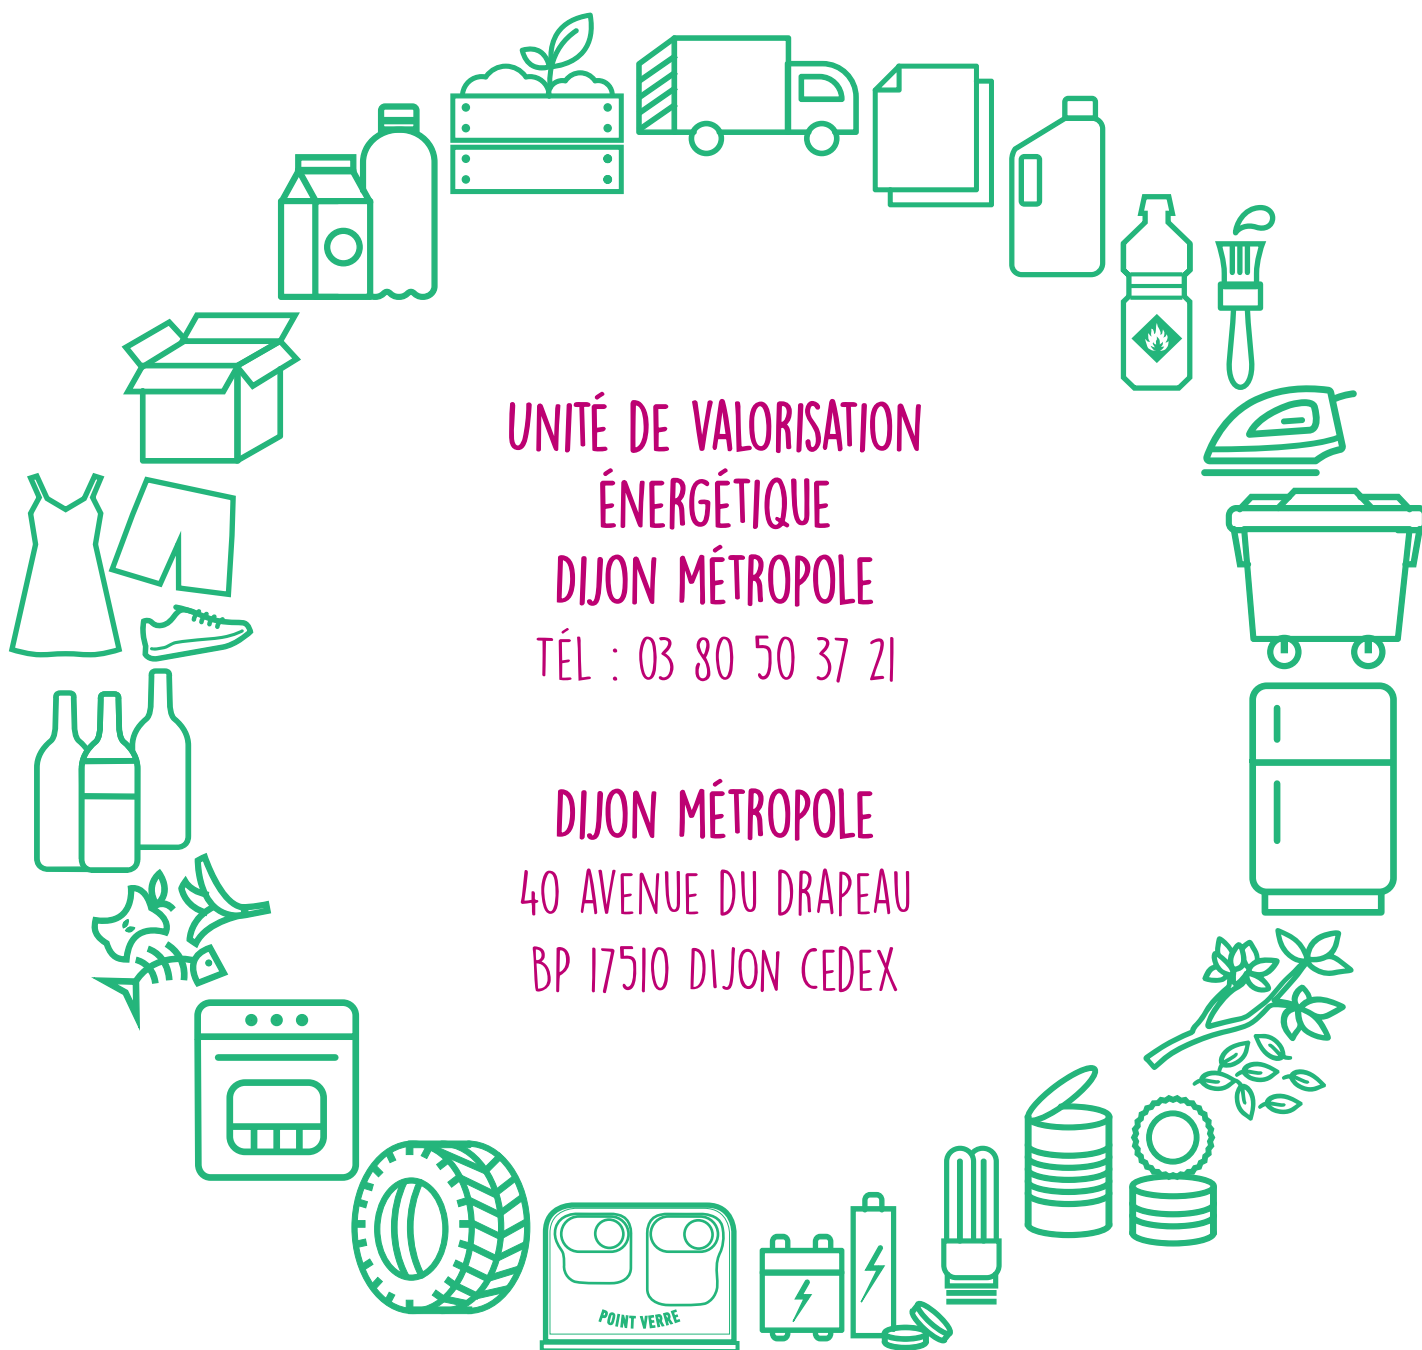 UNITÉ DE VALORISATION
ÉNERGÉTIQUE
DIJON MÉTROPOLE
TÉL : 03 80 50 37 21
DIJON MÉTROPOLE
40 AVENUE DU DRAPEAU
BP 17510 DIJON CEDEX
POINT VERRE